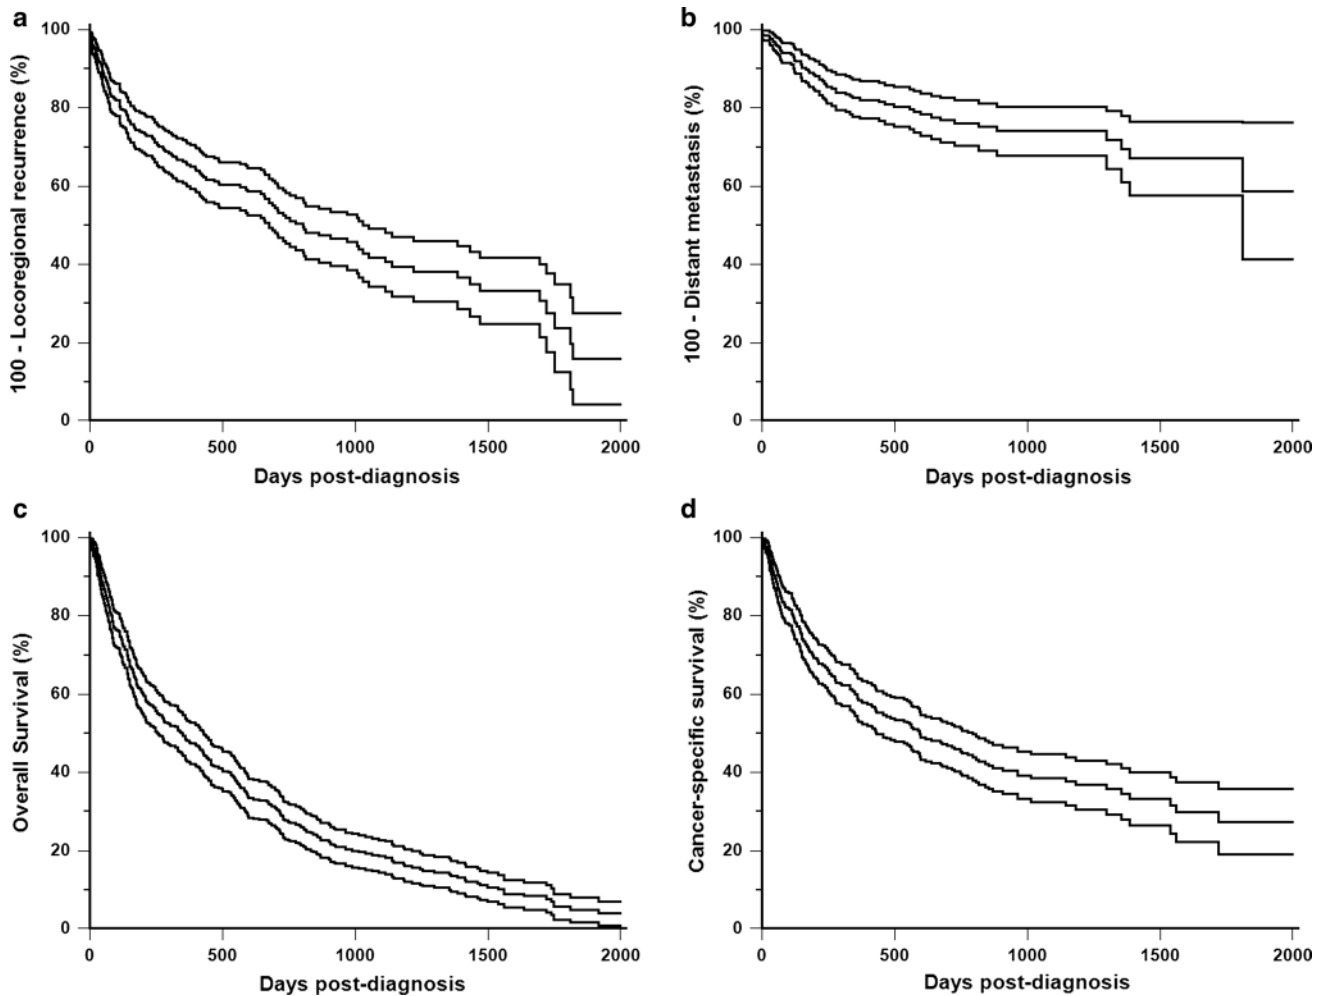 a
100
80
60
40
20
0
100 - Locoregional recurrence (%)
0 500 1000 1500 2000
Days post-diagnosis
b
100
80
60
40
20
0
100 - Distant metastasis (%)
0 500 1000 1500 2000
Days post-diagnosis
c
100
80
60
40
20
0
Overall Survival (%)
0 500 1000 1500 2000
Days post-diagnosis
d
100
80
60
40
20
0
Cancer-specific survival (%)
0 500 1000 1500 2000
Days post-diagnosis